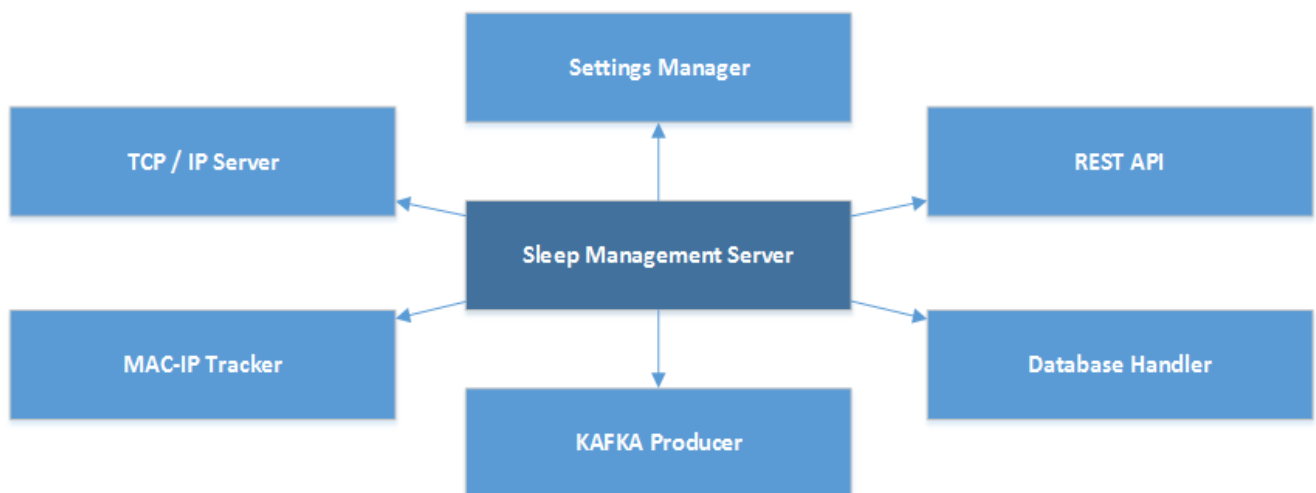 Settings Manager
TCP / IP Server
REST API
Sleep Management Server
MAC-IP Tracker
Database Handler
KAFKA Producer